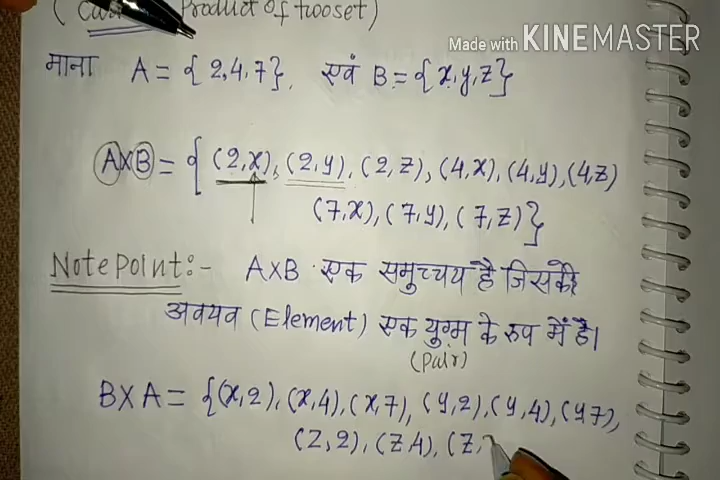 ( Product of twoset)
Made with KINEMASTER
माना A = { 2,4,7}, एवं B = {x,y,z}
A×B = { (2,x), (2,y), (2,z), (4,x), (4,y), (4,z)
(7,x), (7,y), (7,z)}
Note Point:- A×B एक समुच्चय है जिसके
अवयव (Element) एक युग्म के रुप में है।
(Pair)
B×A = {(x,2), (x,4), (x,7), (y,2), (y,4), (y,7),
(z,2), (z,4), (z,